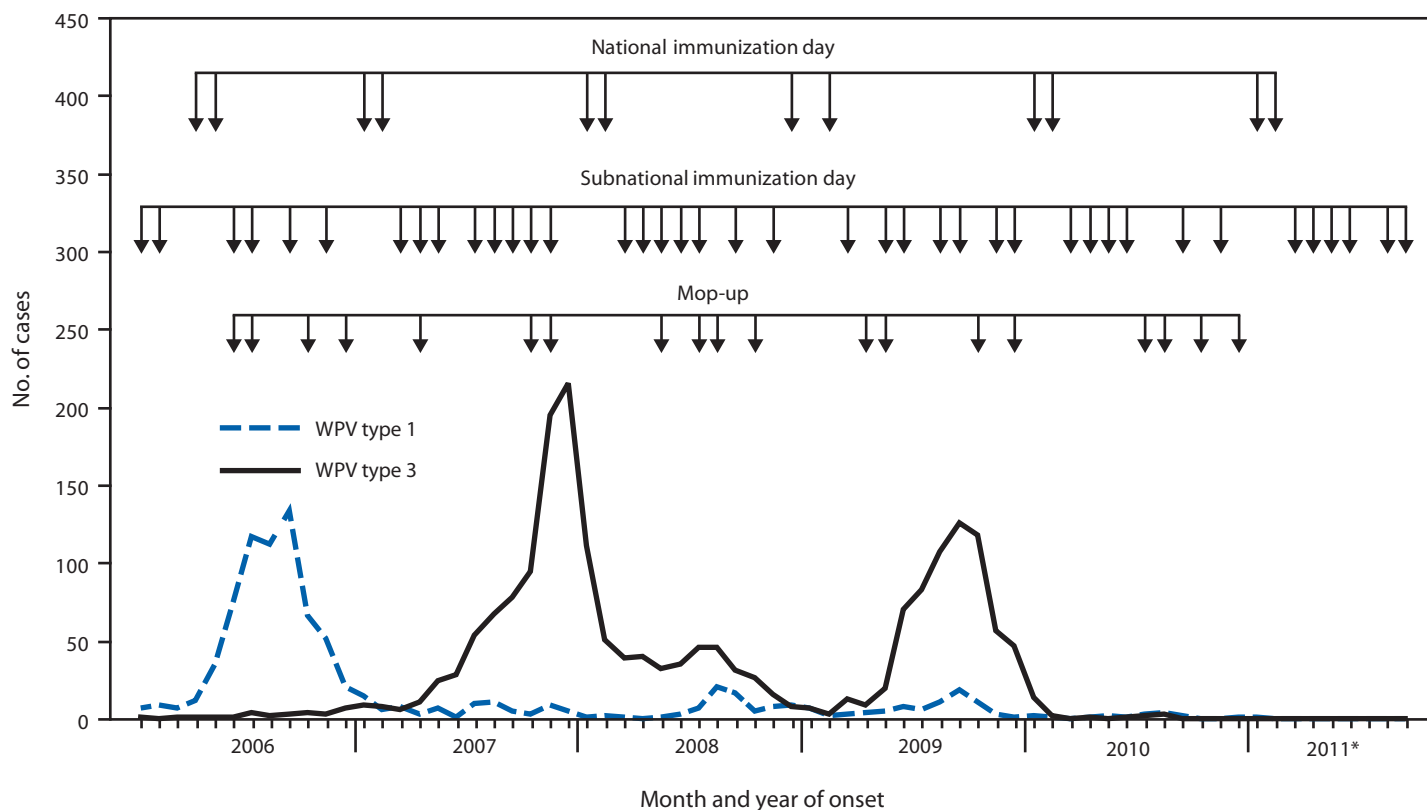 450
400
350
300
250
200
150
100
50
0
No. of cases
National immunization day
Subnational immunization day
Mop-up
WPV type 1
WPV type 3
2006 2007 2008 2009 2010 2011*
Month and year of onset